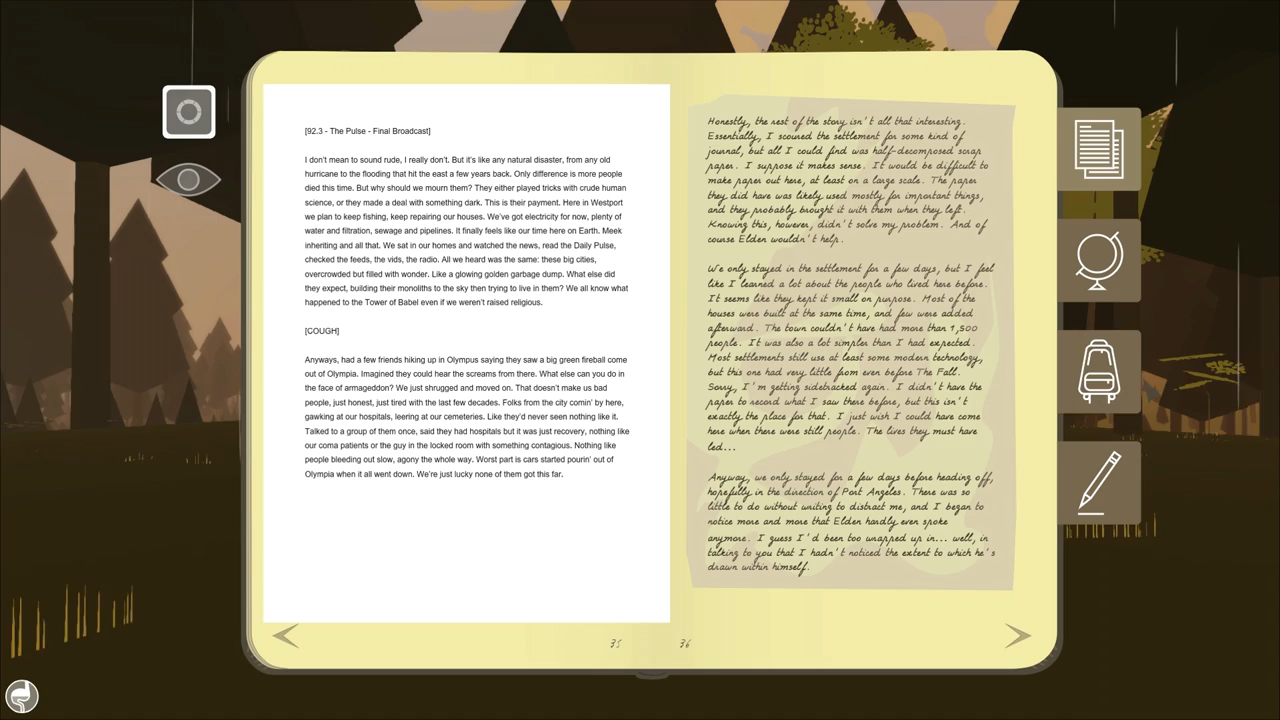 [92.3 - The Pulse - Final Broadcast]
I don't mean to sound rude, I really don't. But it's like any natural disaster, from any old
hurricane to the flooding that hit the east a few years back. Only difference is more people
died this time. But why should we mourn them? They either played tricks with crude human
science, or they made a deal with something dark. This is their payment. Here in Westport
we plan to keep fishing, keep repairing our houses. We've got electricity for now, plenty of
water and filtration, sewage and pipelines. It finally feels like our time here on Earth. Meek
inheriting and all that. We sat in our homes and watched the news, read the Daily Pulse,
checked the feeds, the vids, the radio. All we heard was the same: these big cities,
overcrowded but filled with wonder. Like a glowing golden garbage dump. What else did
they expect, building their monoliths to the sky then trying to live in them? We all know what
happened to the Tower of Babel even if we weren't raised religious.
[COUGH]
Anyways, had a few friends hiking up in Olympus saying they saw a big green fireball come
out of Olympia. Imagined they could hear the screams from there. What else can you do in
the face of armageddon? We just shrugged and moved on. That doesn't make us bad
people, just honest, just tired with the last few decades. Folks from the city comin' by here,
gawking at our hospitals, leering at our cemeteries. Like they'd never seen nothing like it.
Talked to a group of them once, said they had hospitals but it was just recovery, nothing like
our coma patients or the guy in the locked room with something contagious. Nothing like
people bleeding out slow, agony the whole way. Worst part is cars started pourin' out of
Olympia when it all went down. We're just lucky none of them got this far.
35
Honestly, the rest of the story isn't all that interesting.
Essentially, I scoured the settlement for some kind of
journal, but all I could find was half-decomposed scrap
paper. I suppose it makes sense. It would be difficult to
make paper out here, at least on a large scale. The paper
they did have was likely used mostly for important things,
and they probably brought it with them when they left.
Knowing this, however, didn't solve my problem. And of
course Elden wouldn't help.
We only stayed in the settlement for a few days, but I feel
like I learned a lot about the people who lived here before.
It seems like they kept it small on purpose. Most of the
houses were built at the same time, and few were added
afterward. The town couldn't have had more than 1,500
people. It was also a lot simpler than I had expected.
Most settlements still use at least some modern technology,
but this one had very little from even before The Fall.
Sorry, I'm getting sidetracked again. I didn't have the
paper to record what I saw there before, but this isn't
exactly the place for that. I just wish I could have come
here when there were still people. The lives they must have
led...
Anyway, we only stayed for a few days before heading off,
hopefully in the direction of Port Angeles. There was so
little to do without writing to distract me, and I began to
notice more and more that Elden hardly even spoke
anymore. I guess I'd been too wrapped up in... well, in
talking to you that I hadn't noticed the extent to which he's
drawn within himself.
36